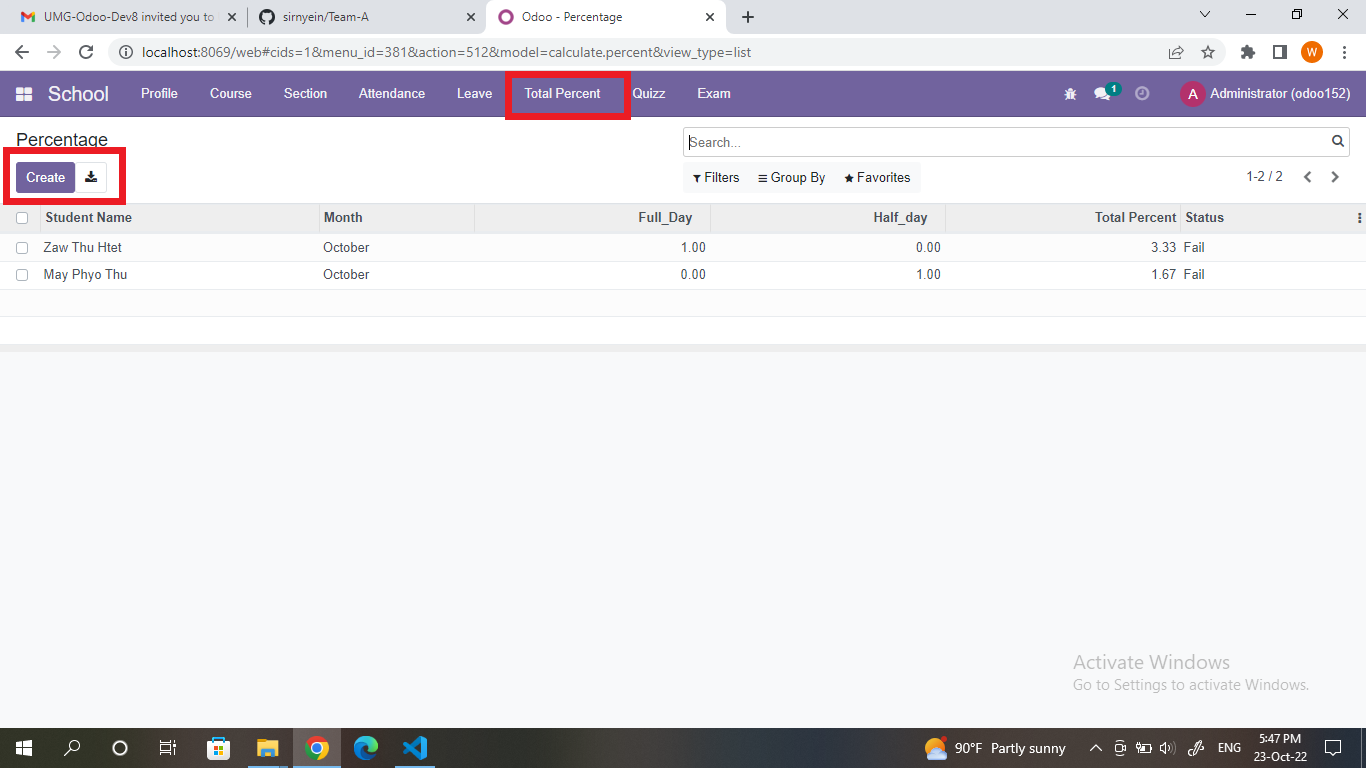 UMG-Odoo-Dev8 invited you to
sirnyein/Team-A
Odoo - Percentage
localhost:8069/web#cids=1&menu_id=381&action=512&model=calculate.percent&view_type=list
W
School Profile Course Section Attendance Leave Total Percent Quizz Exam 1 A Administrator (odoo152)
Percentage
Search...
Create
Filters Group By Favorites 1-2 / 2
Student Name Month Full_Day Half_day Total Percent Status
Zaw Thu Htet October 1.00 0.00 3.33 Fail
May Phyo Thu October 0.00 1.00 1.67 Fail
Activate Windows
Go to Settings to activate Windows.
90°F Partly sunny
ENG
5:47 PM
23-Oct-22